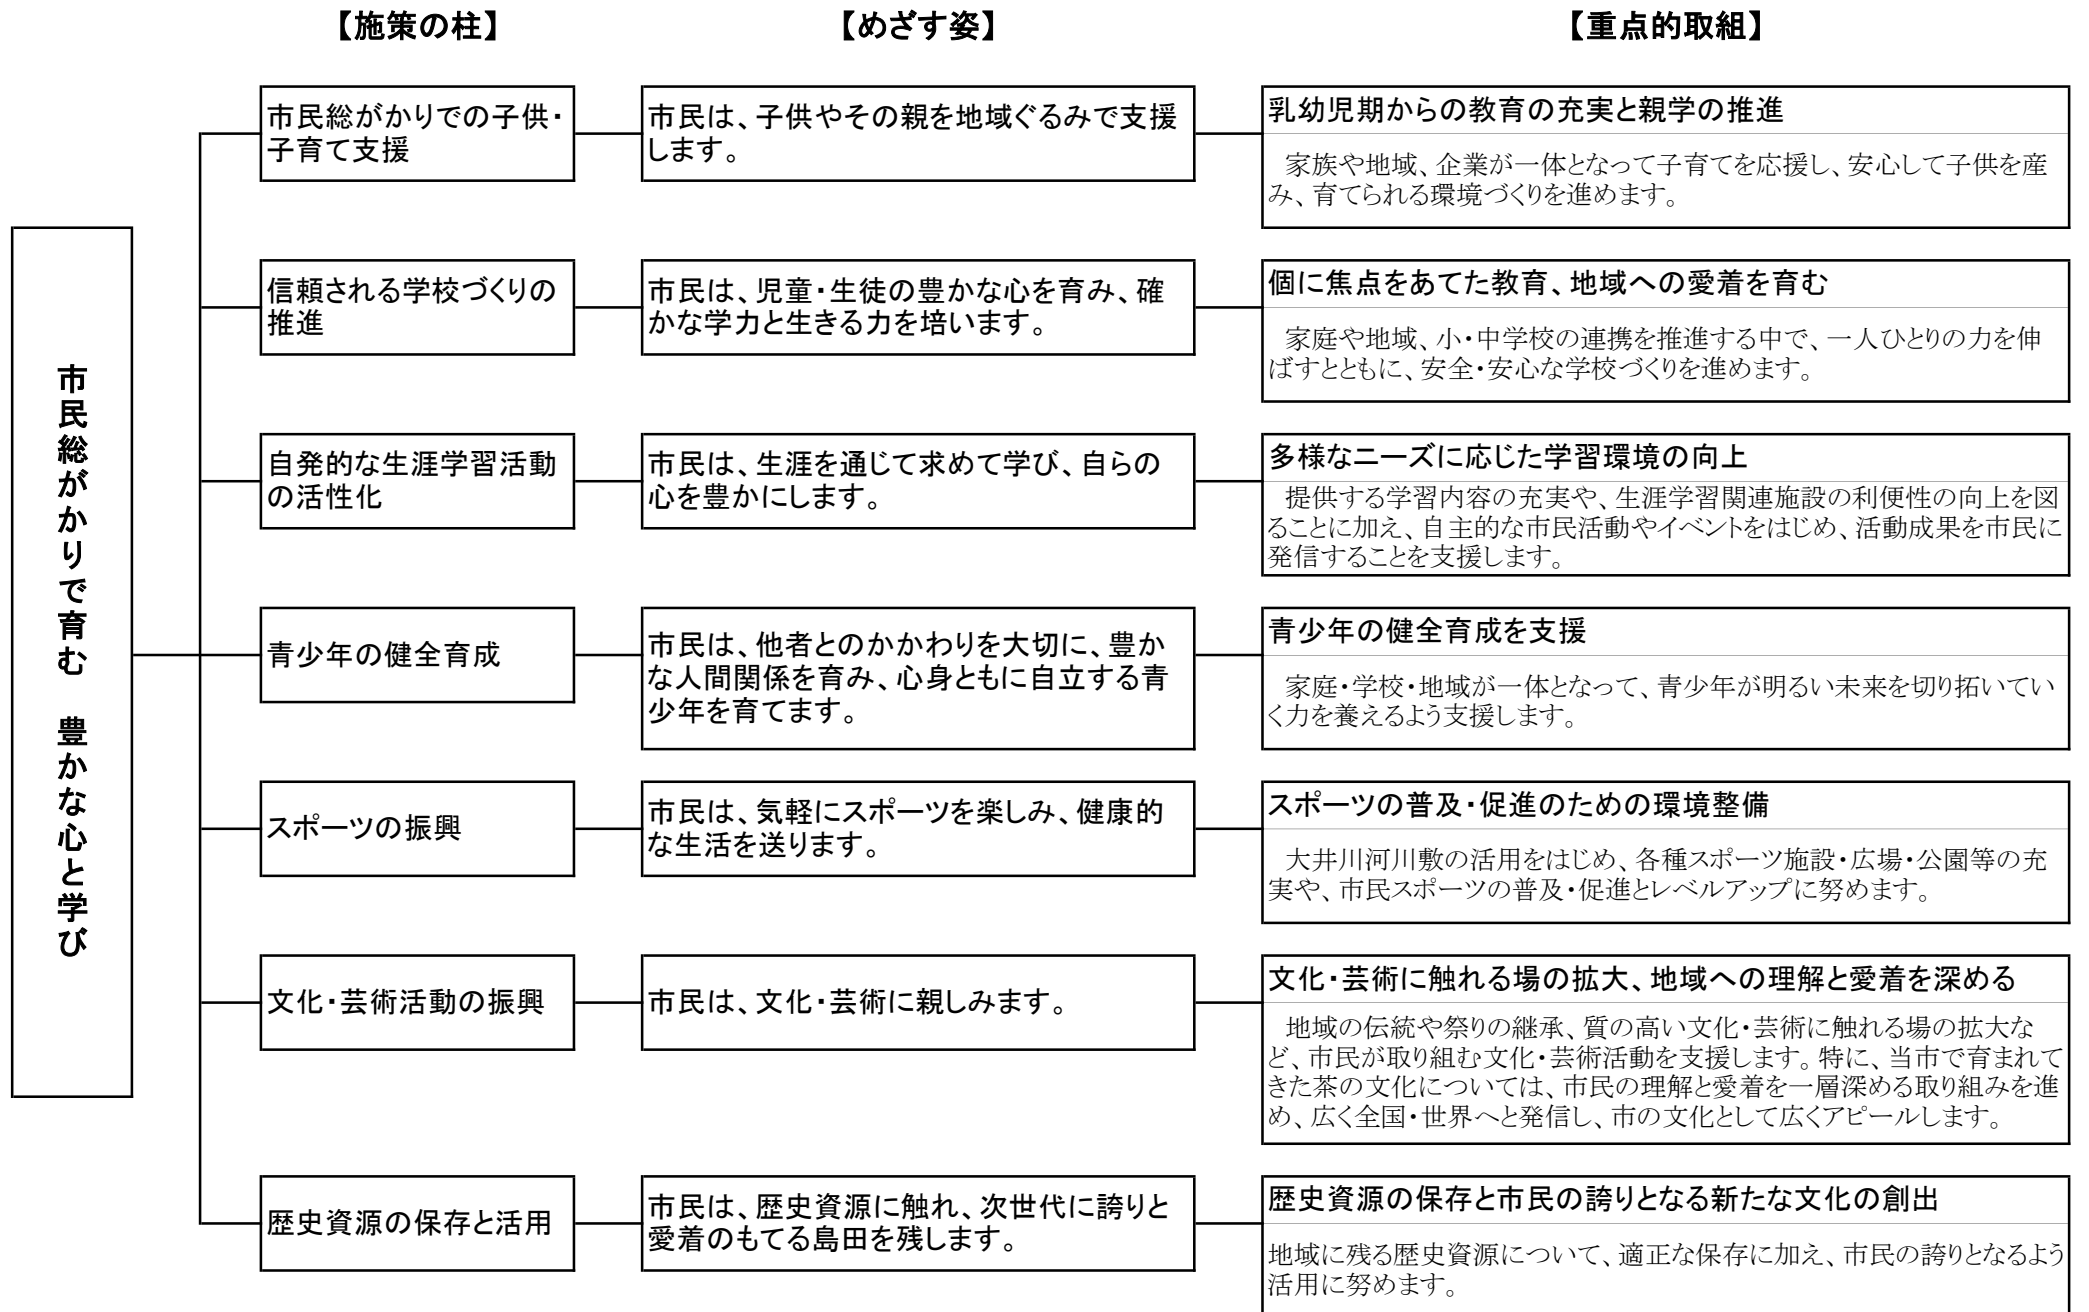 【施策の柱】
【めざす姿】
【重点的取組】
市民総がかりで育む　豊かな心と学び
市民総がかりでの子供・
子育て支援
市民は、子供やその親を地域ぐるみで支援
します。
乳幼児期からの教育の充実と親学の推進
家族や地域、企業が一体となって子育てを応援し、安心して子供を産
み、育てられる環境づくりを進めます。
信頼される学校づくりの
推進
市民は、児童・生徒の豊かな心を育み、確
かな学力と生きる力を培います。
個に焦点をあてた教育、地域への愛着を育む
家庭や地域、小・中学校の連携を推進する中で、一人ひとりの力を伸
ばすとともに、安全・安心な学校づくりを進めます。
自発的な生涯学習活動
の活性化
市民は、生涯を通じて求めて学び、自らの
心を豊かにします。
多様なニーズに応じた学習環境の向上
提供する学習内容の充実や、生涯学習関連施設の利便性の向上を図
ることに加え、自主的な市民活動やイベントをはじめ、活動成果を市民に
発信することを支援します。
青少年の健全育成
市民は、他者とのかかわりを大切に、豊か
な人間関係を育み、心身ともに自立する青
少年を育てます。
青少年の健全育成を支援
家庭・学校・地域が一体となって、青少年が明るい未来を切り拓いてい
く力を養えるよう支援します。
スポーツの振興
市民は、気軽にスポーツを楽しみ、健康的
な生活を送ります。
スポーツの普及・促進のための環境整備
大井川河川敷の活用をはじめ、各種スポーツ施設・広場・公園等の充
実や、市民スポーツの普及・促進とレベルアップに努めます。
文化・芸術活動の振興
市民は、文化・芸術に親しみます。
文化・芸術に触れる場の拡大、地域への理解と愛着を深める
地域の伝統や祭りの継承、質の高い文化・芸術に触れる場の拡大な
ど、市民が取り組む文化・芸術活動を支援します。特に、当市で育まれて
きた茶の文化については、市民の理解と愛着を一層深める取り組みを進
め、広く全国・世界へと発信し、市の文化として広くアピールします。
歴史資源の保存と活用
市民は、歴史資源に触れ、次世代に誇りと
愛着のもてる島田を残します。
歴史資源の保存と市民の誇りとなる新たな文化の創出
地域に残る歴史資源について、適正な保存に加え、市民の誇りとなるよう
活用に努めます。